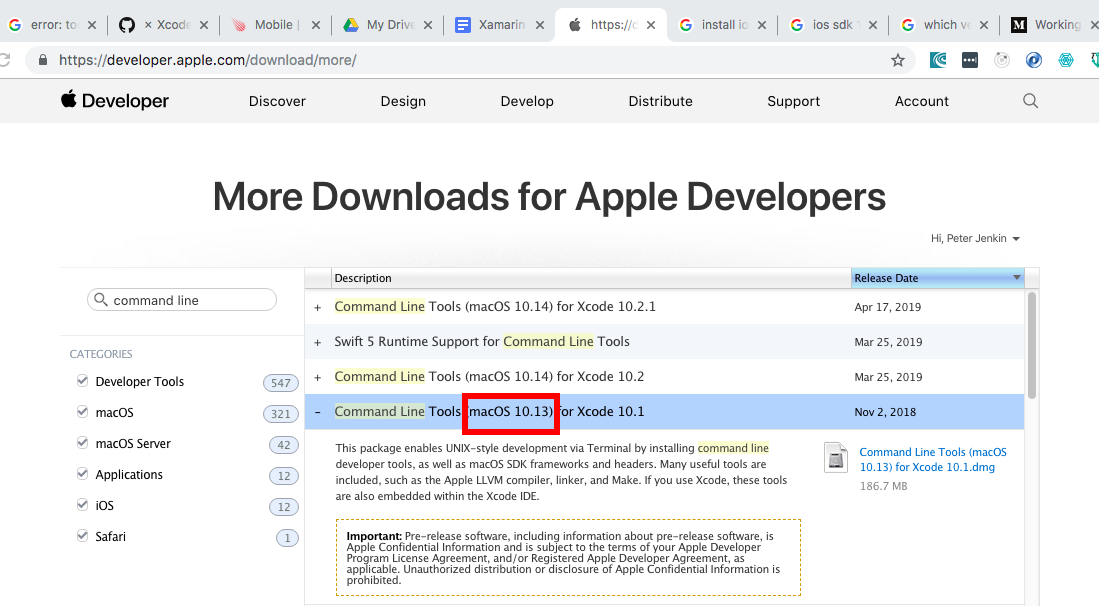 error: to
× Xcode
Mobile |
My Drive
Xamarin
https://d
install io
ios sdk 1
which ve
Working
https://developer.apple.com/download/more/
Developer
Discover
Design
Develop
Distribute
Support
Account
More Downloads for Apple Developers
Hi, Peter Jenkin
command line
CATEGORIES
Developer Tools 547
macOS 321
macOS Server 42
Applications 12
iOS 12
Safari 1
Description Release Date
+ Command Line Tools (macOS 10.14) for Xcode 10.2.1 Apr 17, 2019
+ Swift 5 Runtime Support for Command Line Tools Mar 25, 2019
+ Command Line Tools (macOS 10.14) for Xcode 10.2 Mar 25, 2019
– Command Line Tools (macOS 10.13) for Xcode 10.1 Nov 2, 2018
This package enables UNIX-style development via Terminal by installing command line
developer tools, as well as macOS SDK frameworks and headers. Many useful tools are
included, such as the Apple LLVM compiler, linker, and Make. If you use Xcode, these tools
are also embedded within the Xcode IDE.
Command Line Tools (macOS
10.13) for Xcode 10.1.dmg
186.7 MB
Important: Pre-release software, including information about pre-release software, is
Apple Confidential Information and is subject to the terms of your Apple Developer
Program License Agreement, and/or Registered Apple Developer Agreement, as
applicable. Unauthorized distribution or disclosure of Apple Confidential Information is
prohibited.